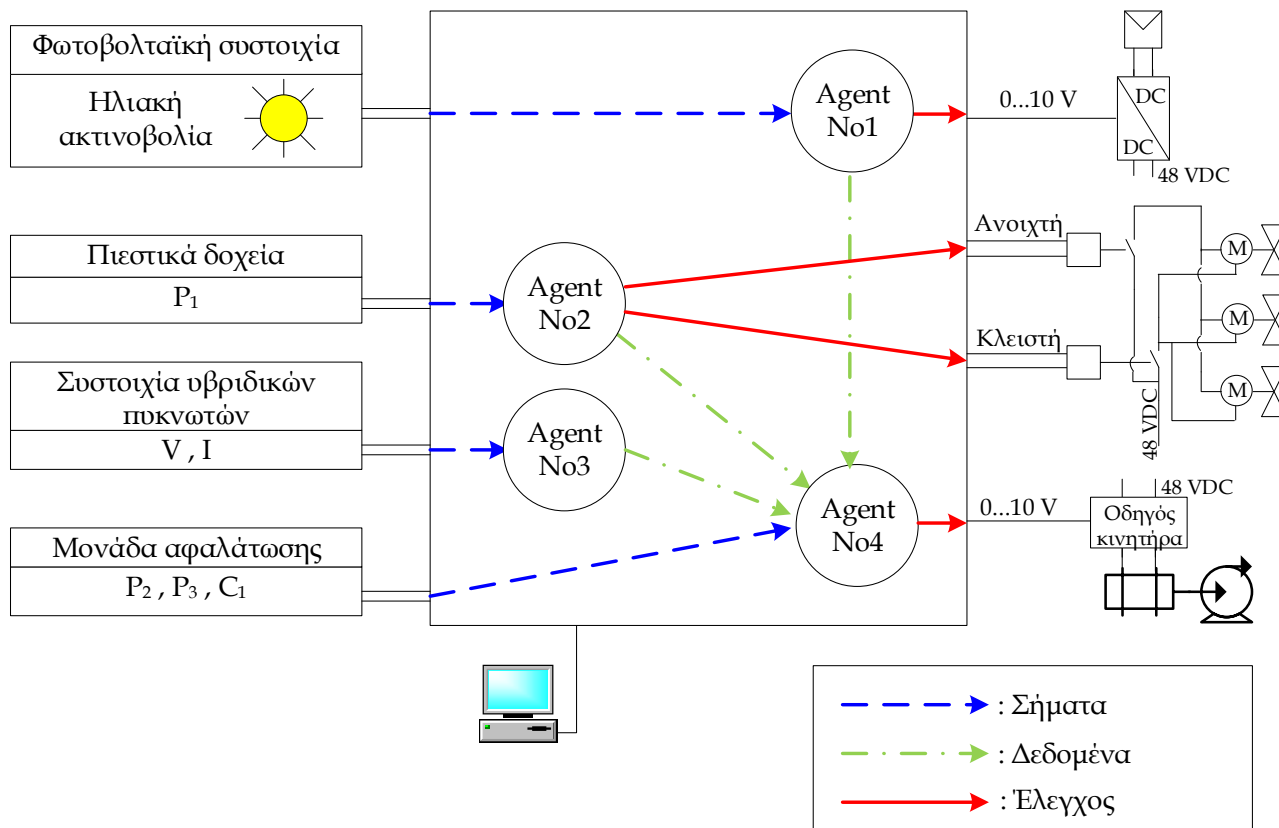 Φωτοβολταϊκή συστοιχία
Ηλιακή
ακτινοβολία
Πιεστικά δοχεία
P₁
Συστοιχία υβριδικών
πυκνωτών
V , I
Μονάδα αφαλάτωσης
P₂ , P₃ , C₁
Agent
No1
Agent
No2
Agent
No3
Agent
No4
0...10 V
DC
DC
48 VDC
Ανοιχτή
Κλειστή
M
M
M
48 VDC
0...10 V
48 VDC
Οδηγός
κινητήρα
: Σήματα
: Δεδομένα
: Έλεγχος